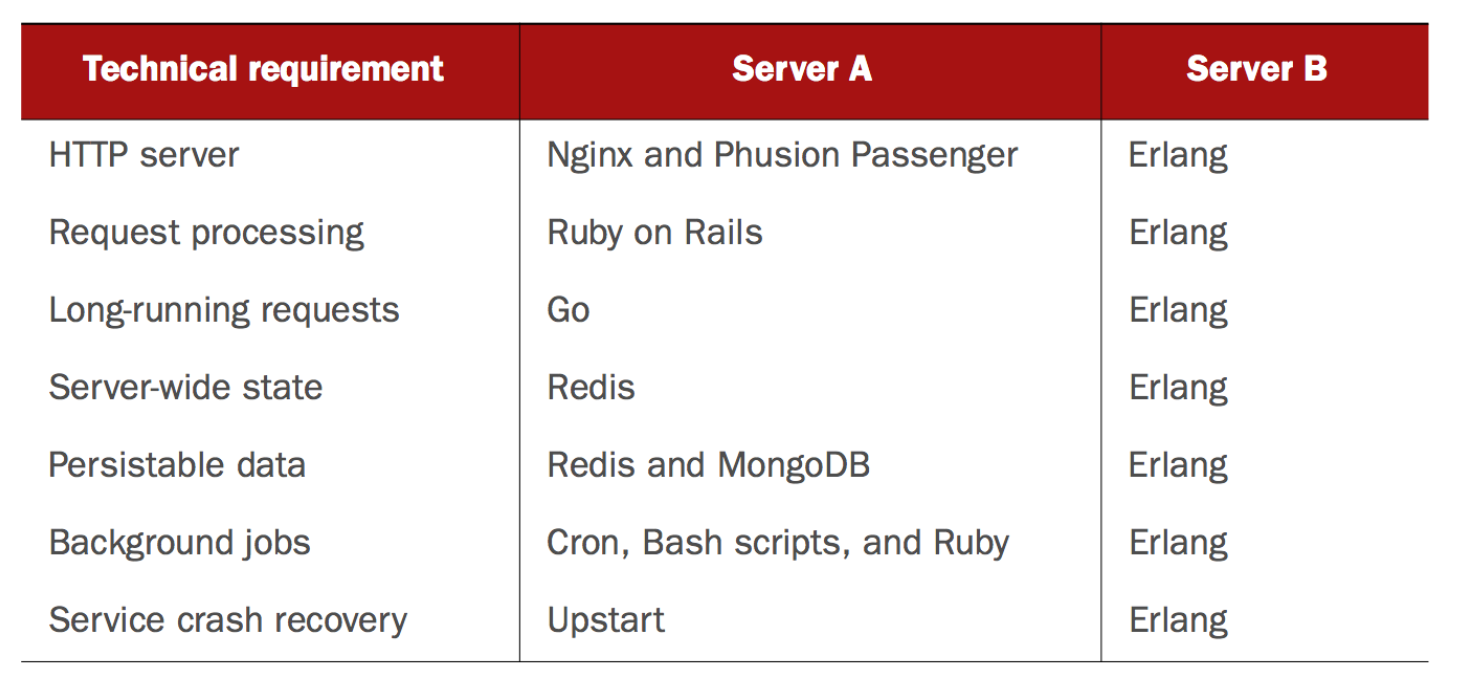 Technical requirement Server A Server B
HTTP server Nginx and Phusion Passenger Erlang
Request processing Ruby on Rails Erlang
Long-running requests Go Erlang
Server-wide state Redis Erlang
Persistable data Redis and MongoDB Erlang
Background jobs Cron, Bash scripts, and Ruby Erlang
Service crash recovery Upstart Erlang